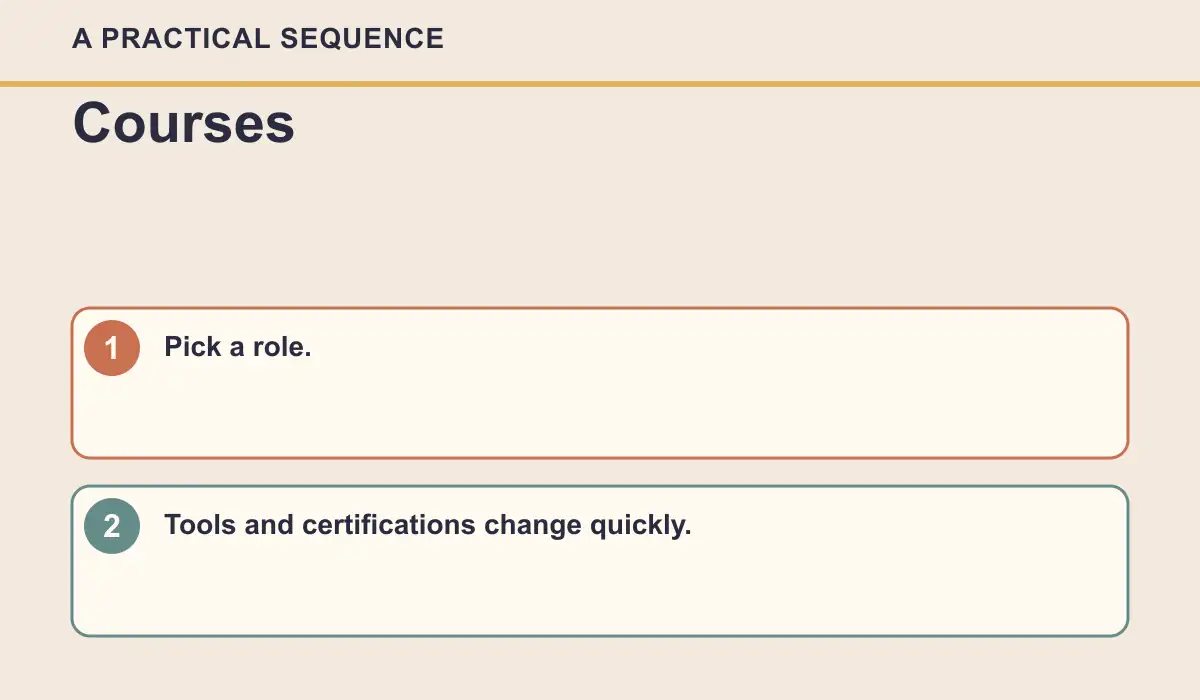 A PRACTICAL SEQUENCE
Courses
1 Pick a role.
2 Tools and certifications change quickly.